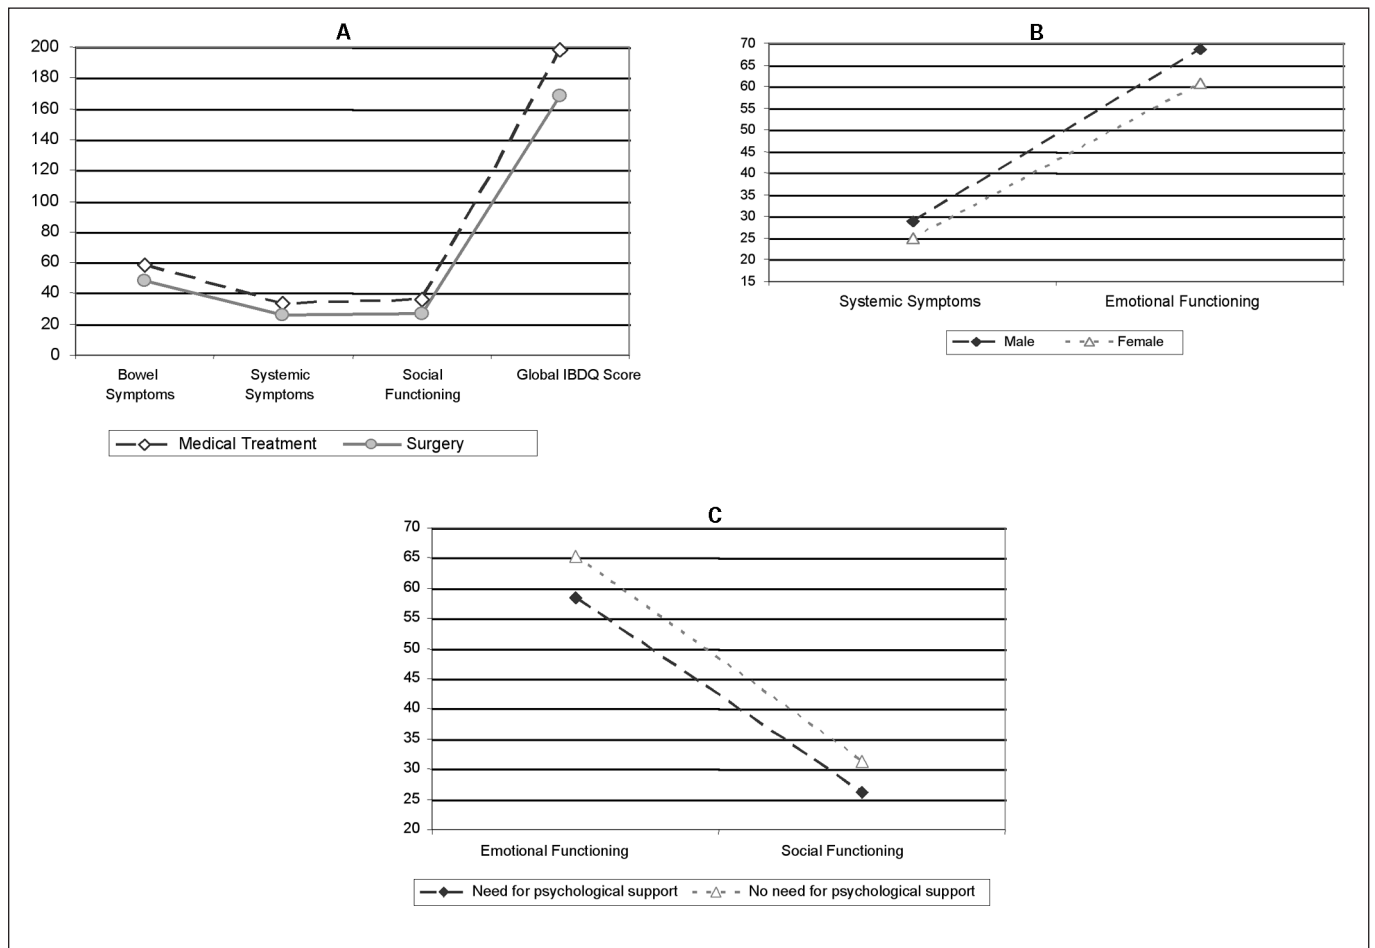 A
200
180
160
140
120
100
80
60
40
20
0
Bowel Symptoms
Systemic Symptoms
Social Functioning
Global IBDQ Score
Medical Treatment
Surgery
B
70
65
60
55
50
45
40
35
30
25
20
15
Systemic Symptoms
Emotional Functioning
Male
Female
C
70
65
60
55
50
45
40
35
30
25
20
Emotional Functioning
Social Functioning
Need for psychological support
No need for psychological support